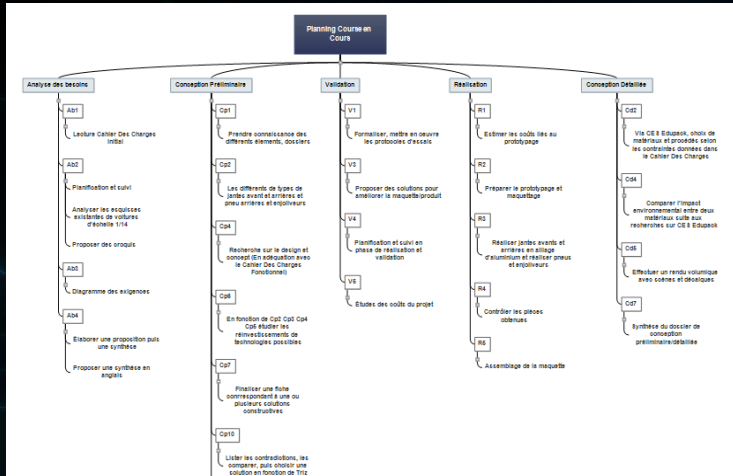 Planning Course en
Cours
Analyse des besoins
Ab1
Lecture Cahier Des Charges
Initial
Ab2
Planification et suivi
Analyser les esquisses
existantes de voitures
d'échelle 1/14
Proposer des croquis
Ab3
Diagramme des exigences
Ab4
Élaborer une proposition puis
une synthèse
Proposer une synthèse en
anglais
Conception Préliminaire
Cp1
Prendre connaissance des
différents élements, dossiers
Cp2
Les différents de types de
jantes avant et arrières et
pneu arrières et enjoliveurs
Cp4
Recherche sur le design et
concept (En adéquation avec
le Cahier Des Charges
Fonctionnel)
Cp6
En fonction de Cp2 Cp3 Cp4
Cp5 étudier les
réinvestissements de
technologies possibles
Cp7
Finaliser une fiche
conrrespondant à une ou
plusieurs solutions
constructives
Cp10
Lister les contradictions, les
comparer, puis choisir une
solution en fonction de Triz
Validation
V1
Formaliser, mettre en oeuvre
les protocoles d'essais
V3
Proposer des solutions pour
améliorer la maquette/produit
V4
Planification et suivi en
phase de réalisation et
validation
V5
Études des coûts du projet
Réalisation
R1
Estimer les coûts liés au
prototypage
R2
Préparer le prototypage et
maquettage
R3
Réaliser jantes avants et
arrières en alliage
d'aluminium et réaliser pneus
et enjoliveurs
R4
Contrôler les pièces
obtenues
R6
Assemblage de la maquette
Conception Détaillée
Cd2
Via CES Edupack, choix de
matériaux et procédés selon
les contraintes données dans
le Cahier Des Charges
Cd4
Comparer l'impact
environemental entre deux
matériaux suite aux
recherches sur CES Edupack
Cd5
Effectuer un rendu volumique
avec scènes et décalques
Cd7
Synthèse du dossier de
conception
préliminaire/détaillée